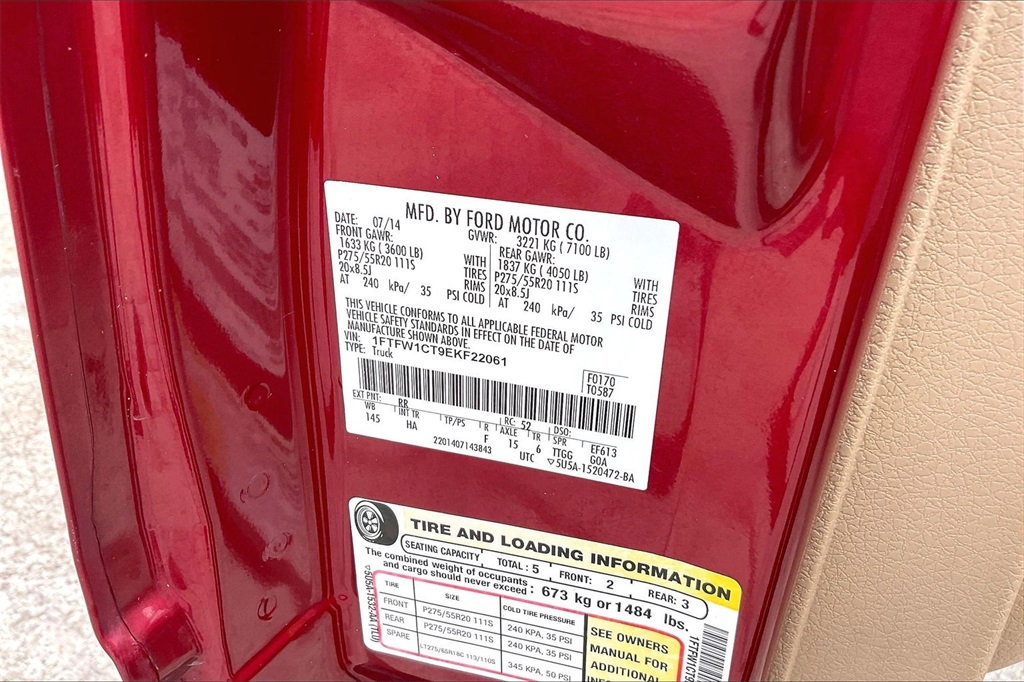 MFD. BY FORD MOTOR CO.
DATE: 07/14 GVWR: 3221 KG ( 7100 LB)
FRONT GAWR: REAR GAWR:
1633 KG ( 3600 LB) WITH 1837 KG ( 4050 LB) WITH
P275/55R20 111S TIRES P275/55R20 111S TIRES
20x8.5J RIMS 20x8.5J RIMS
AT 240 kPa/ 35 PSI COLD AT 240 kPa/ 35 PSI COLD
THIS VEHICLE CONFORMS TO ALL APPLICABLE FEDERAL MOTOR
VEHICLE SAFETY STANDARDS IN EFFECT ON THE DATE OF
MANUFACTURE SHOWN ABOVE.
VIN: 1FTFW1CT9EKF22061
TYPE: Truck
F0170
T0587
EXT PNT: RR RC: 52 DSO:
WB INT TR TP/PS R AXLE TR SPR EF613
145 HA F 15 6 TTGG G0A
2201407143843 UTC ▽5U5A-1520472-BA
TIRE AND LOADING INFORMATION
SEATING CAPACITY TOTAL : 5 FRONT: 2 REAR: 3
The combined weight of occupants
and cargo should never exceed : 673 kg or 1484 lbs.
TIRE SIZE COLD TIRE PRESSURE
FRONT P275/55R20 111S 240 KPA, 35 PSI
REAR P275/55R20 111S 240 KPA, 35 PSI
SPARE LT275/65R18C 113/110S 345 KPA, 50 PSI
SEE OWNERS
MANUAL FOR
ADDITIONAL
▽5U5A-1532-AA (TLU)